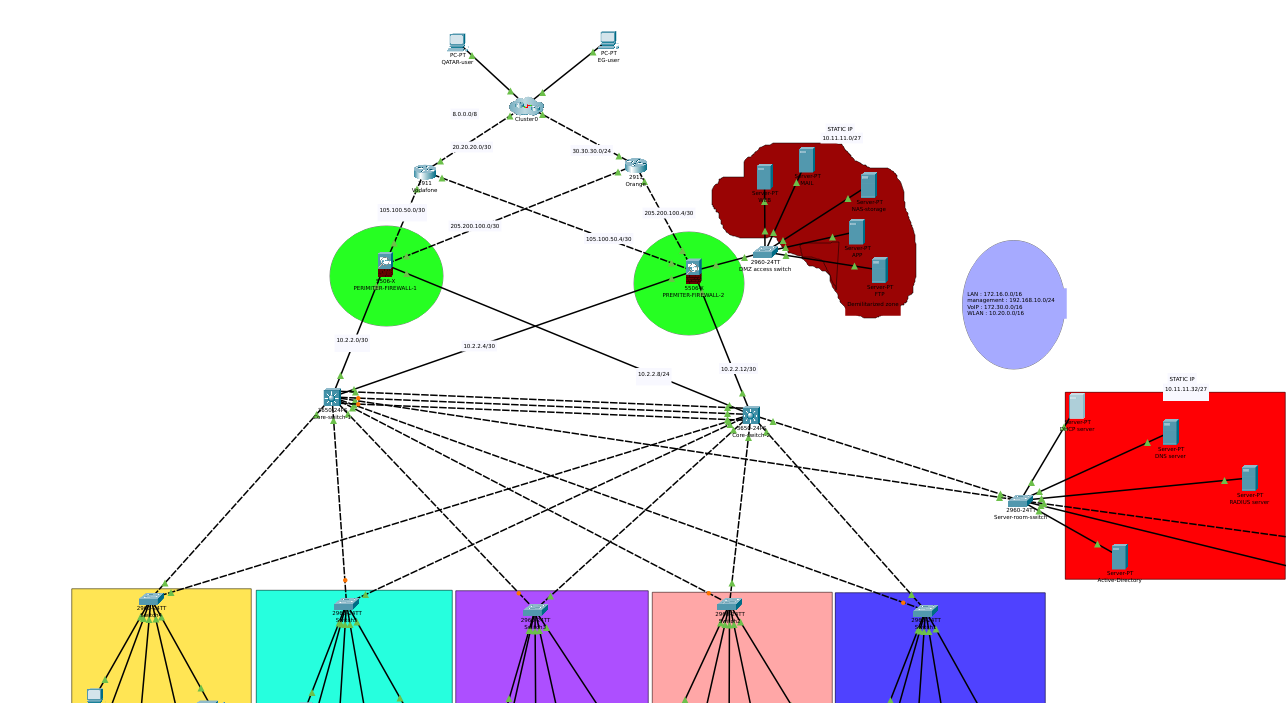 PC-PT
QATAR-user
PC-PT
EG-user
Cluster0
8.0.0.0/8
20.20.20.0/30
30.30.30.0/24
2911
Vodafone
2911
Orange
105.100.50.0/30
205.200.100.0/30
105.100.50.4/30
205.200.100.4/30
STATIC IP
10.11.11.0/27
Server-PT
Server-PT
MAIL
Server-PT
NAS-storage
Server-PT
APP
Server-PT
FTP
2960-24TT
DMZ access switch
5506-X
PERIMITER-FIREWALL-1
5506-X
PREMITER-FIREWALL-2
LAN : 172.16.0.0/16
management : 192.168.10.0/24
VoIP : 172.30.0.0/16
WLAN : 10.20.0.0/16
10.2.2.0/30
10.2.2.4/30
10.2.2.8/24
10.2.2.12/30
3650-24PS
Core-switch-1
3650-24PS
Core-switch-2
STATIC IP
10.11.11.32/27
Server-PT
DHCP server
Server-PT
DNS server
Server-PT
RADIUS server
2960-24TT
Server-room-switch
Server-PT
Active-Directory
2960-24TT
2960-24TT
2960-24TT
2960-24TT
2960-24TT